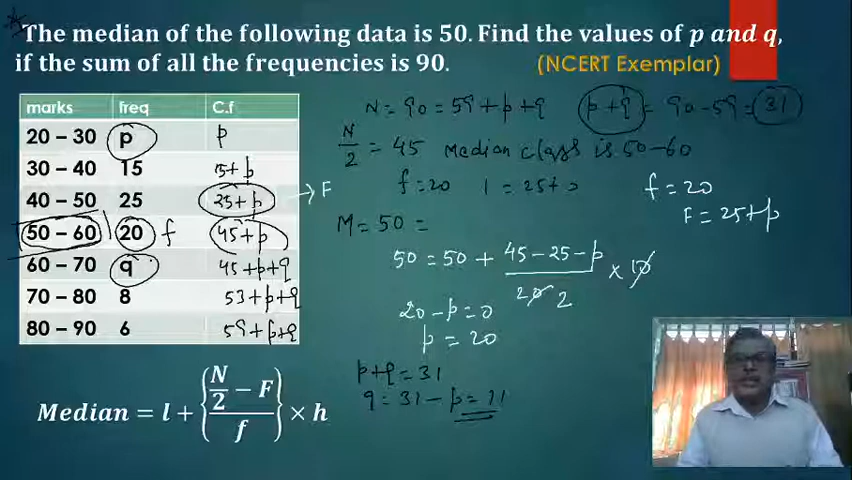 The median of the following data is 50. Find the values of p and q,
if the sum of all the frequencies is 90. (NCERT Exemplar)
marks freq C.f
20 – 30 p p
30 – 40 15 15+p
40 – 50 25 25+p → F
50 – 60 20 f 45+p
60 – 70 q 45+p+q
70 – 80 8 53+p+q
80 – 90 6 59+p+q
N = 90 = 59+p+q p+q = 90-59 = 31
N/2 = 45 Median class is 50-60
f=20 f = 20
F = 25+p
M = 50 =
50 = 50 + (45-25-p)/20 × 10
2
20-p=0
p = 20
p+q = 31
q = 31 - p = 11
Median = l + {(N/2 − F)/f} × h